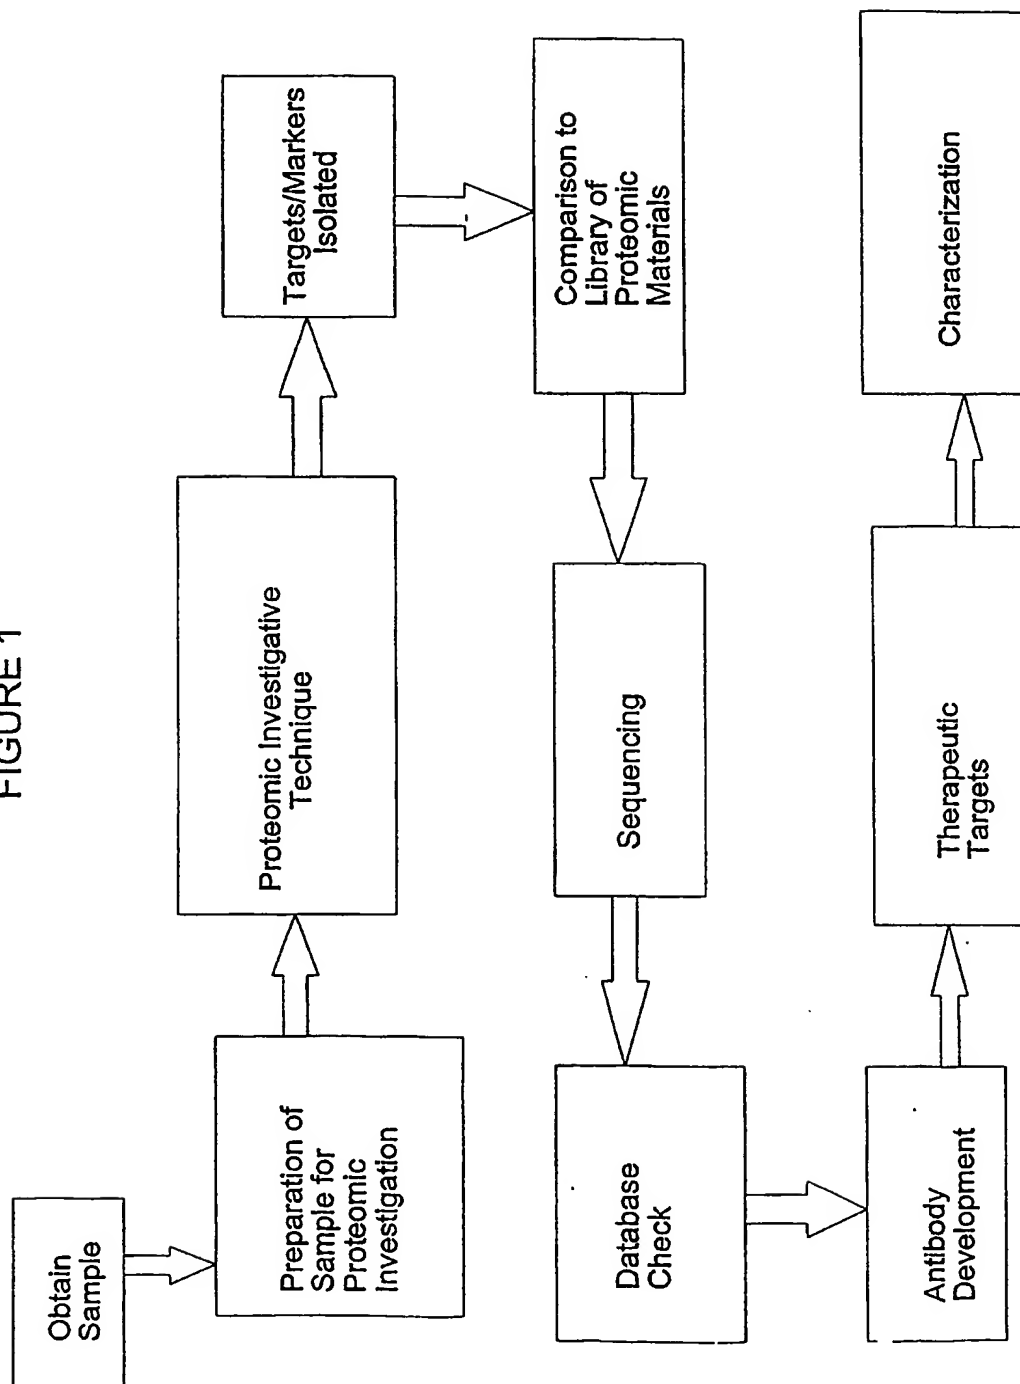 FIGURE 1
Obtain
Sample
Preparation of
Sample for
Proteomic
Investigation
Proteomic Investigative
Technique
Targets/Markers
Isolated
Comparison to
Library of
Proteomic
Materials
Sequencing
Database
Check
Antibody
Development
Therapeutic
Targets
Characterization